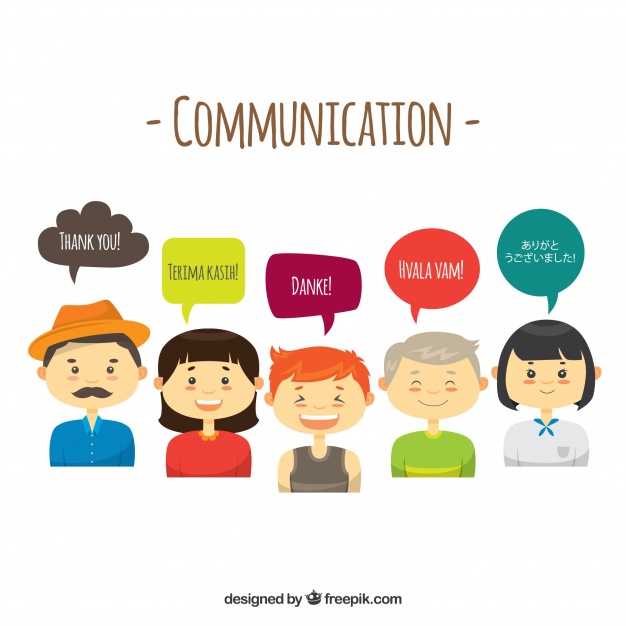 - COMMUNICATION -
THANK YOU!
TERIMA KASIH!
DANKE!
HVALA VAM!
ありがと
うございました!
designed by freepik.com